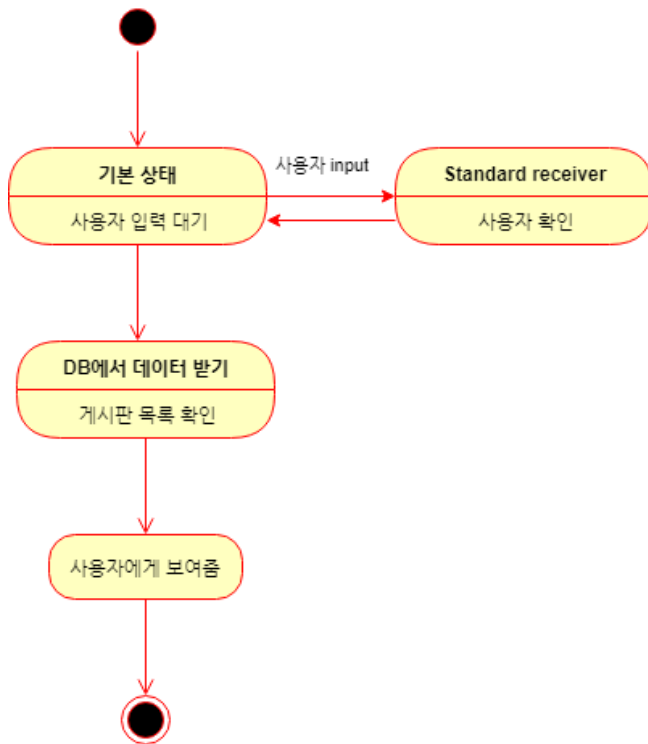 기본 상태
사용자 입력 대기
사용자 input
Standard receiver
사용자 확인
DB에서 데이터 받기
게시판 목록 확인
사용자에게 보여줌